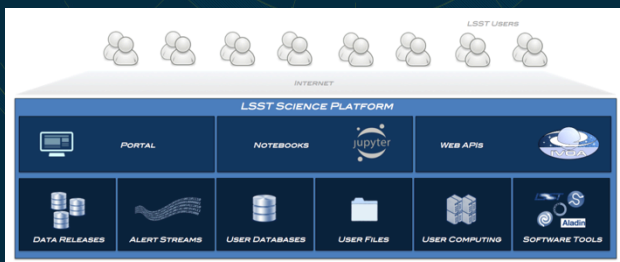 LSST USERS
INTERNET
LSST SCIENCE PLATFORM
PORTAL
NOTEBOOKS
jupyter
WEB APIS
IVOA
DATA RELEASES
ALERT STREAMS
USER DATABASES
USER FILES
USER COMPUTING
SOFTWARE TOOLS
Aladin